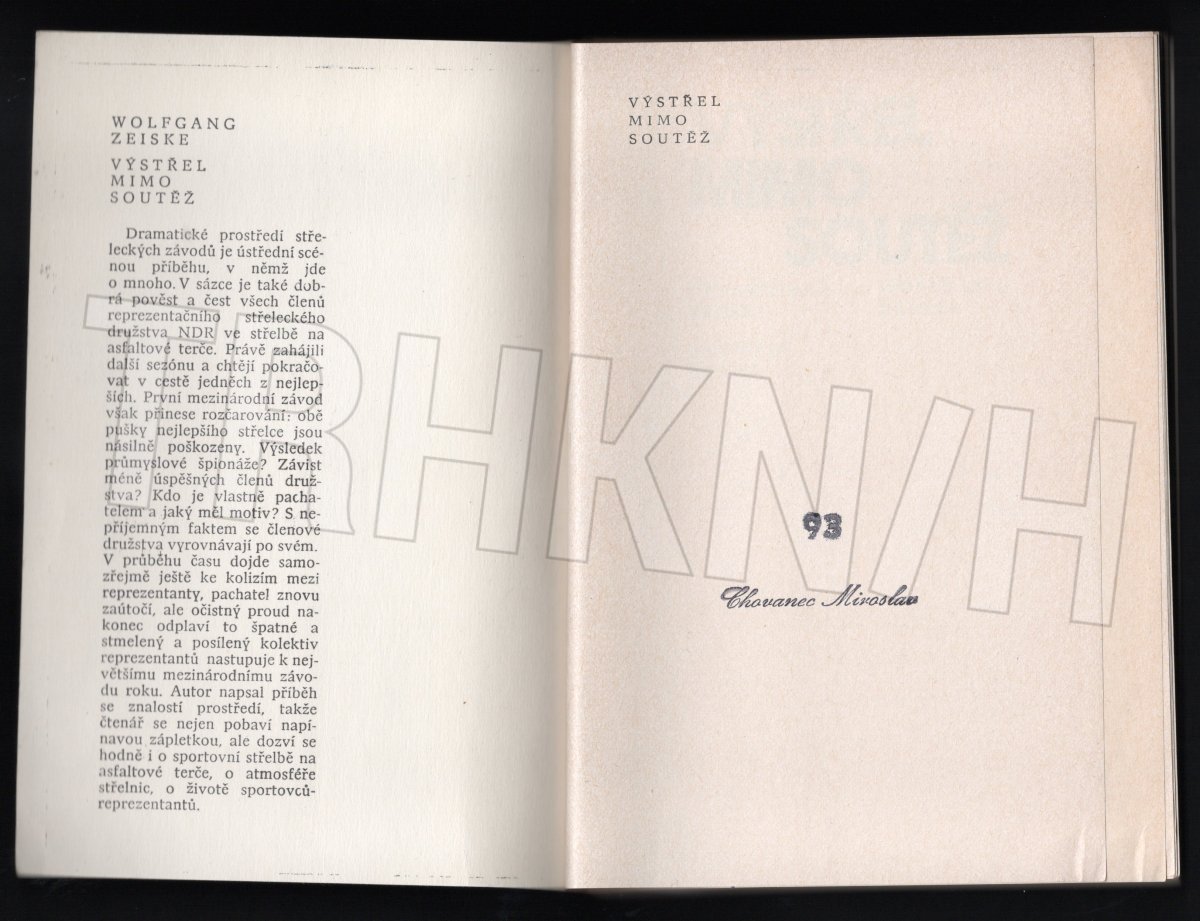 WOLFGANG
ZEISKE
VÝSTŘEL
MIMO
SOUTĚŽ
Dramatické prostředí stře-
leckých závodů je ústřední scé-
nou příběhu, v němž jde
o mnoho. V sázce je také dob-
rá pověst a čest všech členů
reprezentačního střeleckého
družstva NDR ve střelbě na
asfaltové terče. Právě zahájili
další sezónu a chtějí pokračo-
vat v cestě jedněch z nejlep-
ších. První mezinárodní závod
však přinese rozčarování: obě
pušky nejlepšího střelce jsou
násilně poškozeny. Výsledek
průmyslové špionáže? Závist
méně úspěšných členů druž-
stva? Kdo je vlastně pacha-
telem a jaký měl motiv? S ne-
příjemným faktem se členové
družstva vyrovnávají po svém.
V průběhu času dojde samo-
zřejmě ještě ke kolizím mezi
reprezentanty, pachatel znovu
zaútočí, ale očistný proud na-
konec odplaví to špatné a
stmelený a posílený kolektiv
reprezentantů nastupuje k nej-
většímu mezinárodnímu závo-
du roku. Autor napsal příběh
se znalostí prostředí, takže
čtenář se nejen pobaví napí-
navou zápletkou, ale dozví se
hodně i o sportovní střelbě na
asfaltové terče, o atmosféře
střelnic, o životě sportovců-
reprezentantů.
VÝSTŘEL
MIMO
SOUTĚŽ
93
Chovanec Miroslav
TRHKNIH